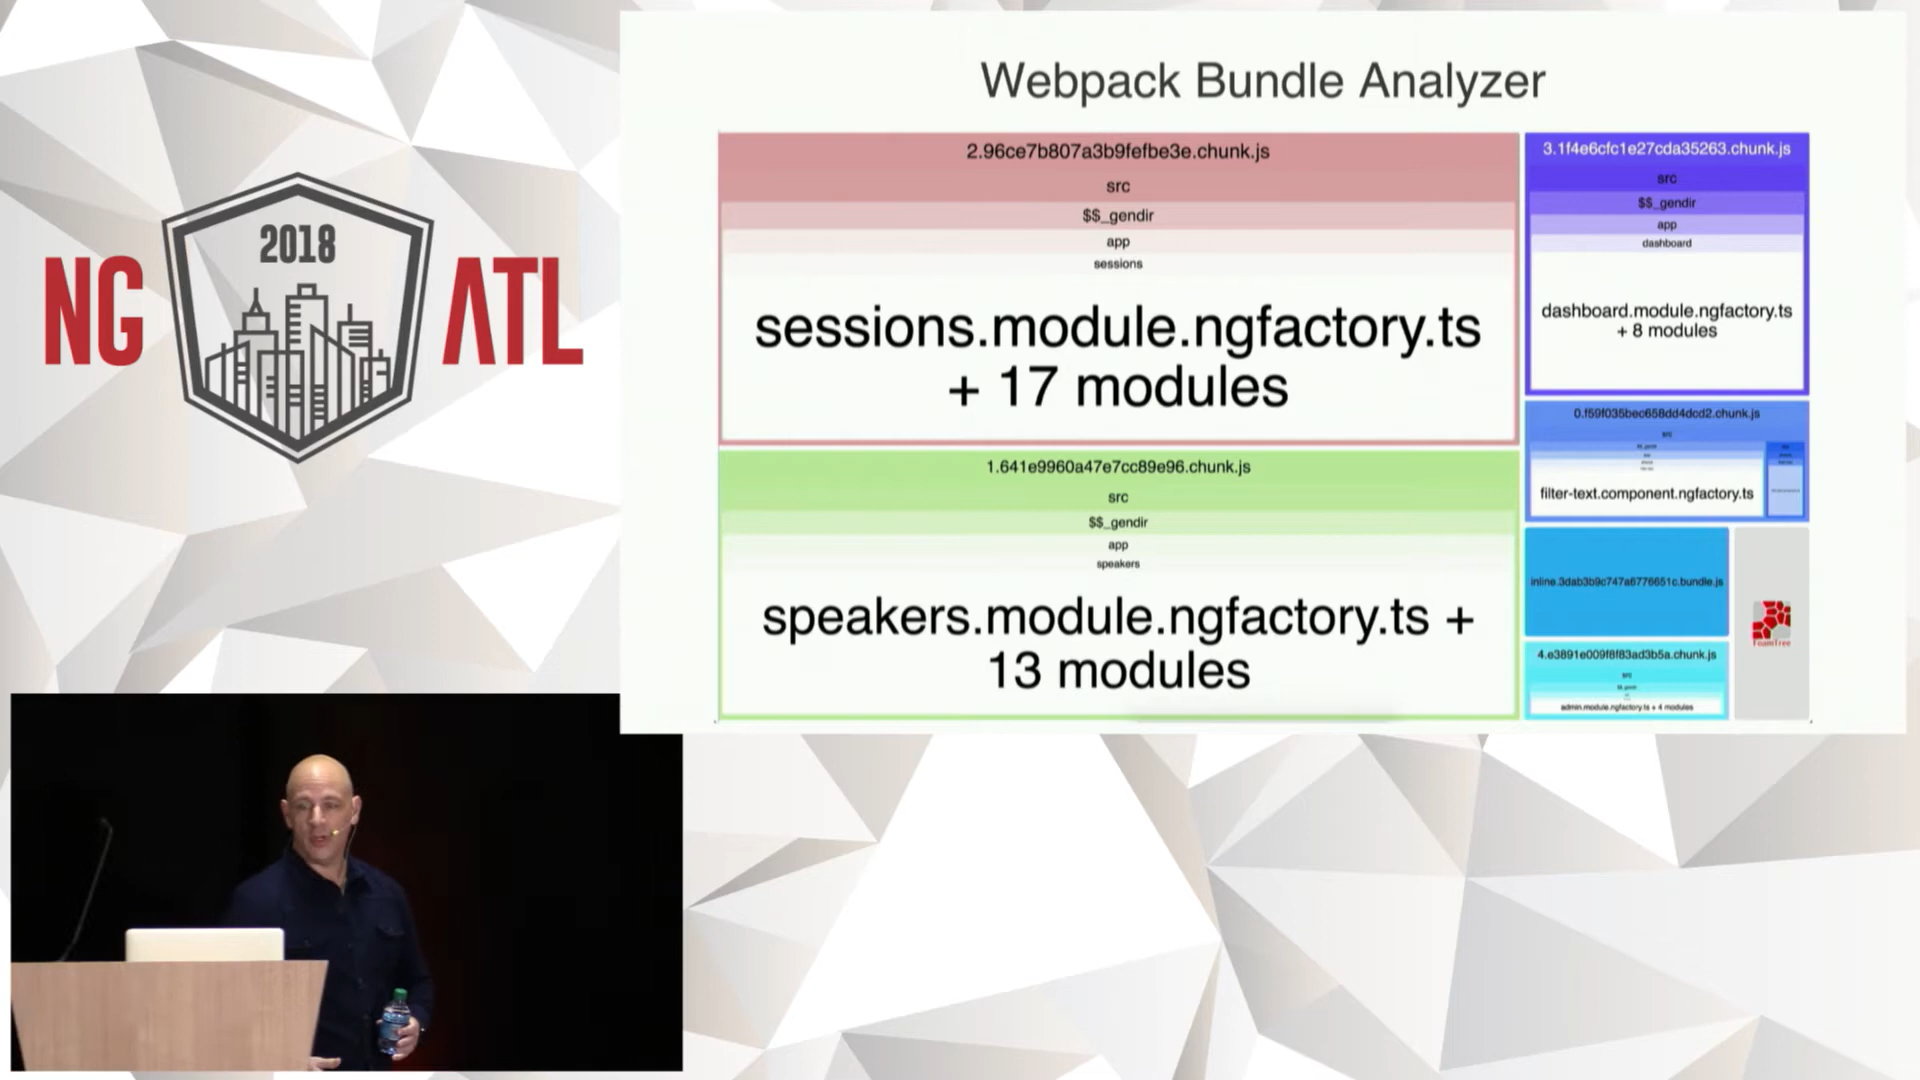 NG
2018
ATL
Webpack Bundle Analyzer
2.96ce7b807a3b9fefbe3e.chunk.js
src
$$_gendir
app
sessions
sessions.module.ngfactory.ts
+ 17 modules
1.641e9960a47e7cc89e96.chunk.js
src
$$_gendir
app
speakers
speakers.module.ngfactory.ts +
13 modules
3.1f4e6cfc1e27cda35263.chunk.js
src
$$_gendir
app
dashboard
dashboard.module.ngfactory.ts
+ 8 modules
0.f59f035bec658dd4dcd2.chunk.js
src
filter-text.component.ngfactory.ts
inline.3dab3b9c747a6776651c.bundle.js
4.e3891e009f8f83ad3b5a.chunk.js
src
admin.module.ngfactory.ts + 4 modules
FoamTree